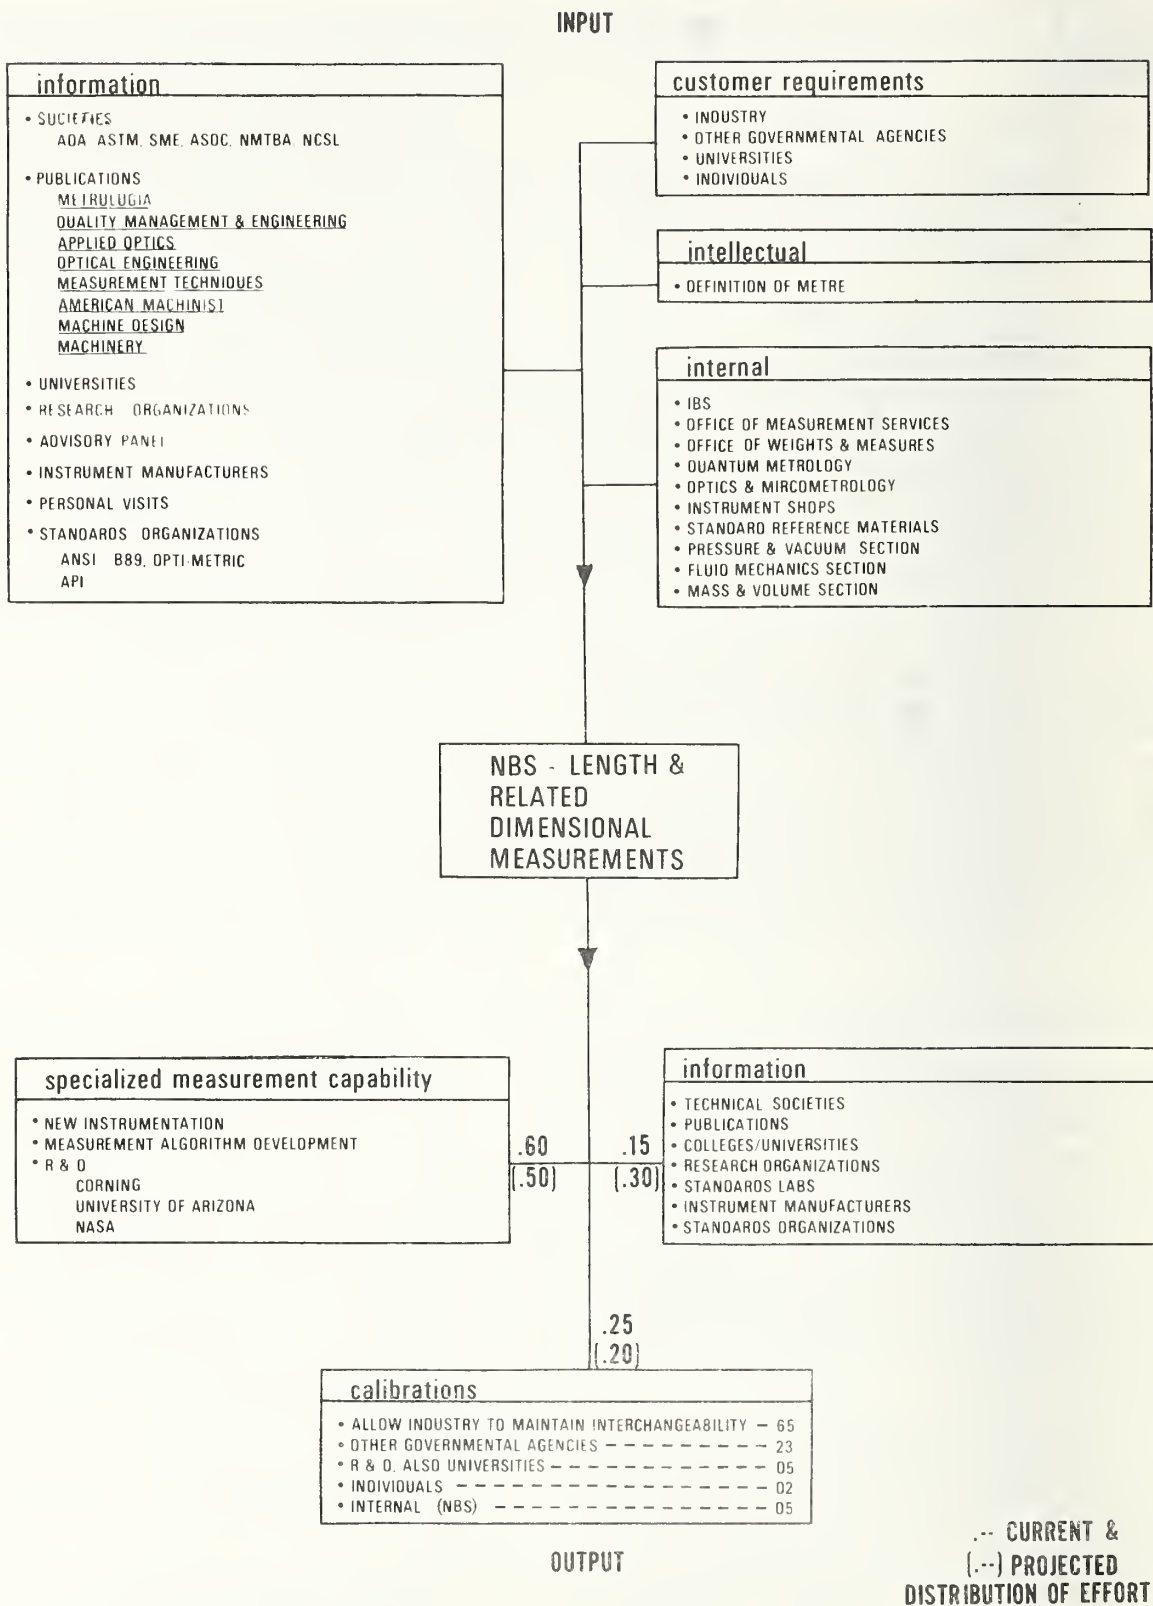 INPUT
information
• SOCIETIES
AOA ASTM, SME, ASQC, NMTBA, NCSL
• PUBLICATIONS
METROLOGIA
QUALITY MANAGEMENT & ENGINEERING
APPLIED OPTICS
OPTICAL ENGINEERING
MEASUREMENT TECHNIQUES
AMERICAN MACHINIST
MACHINE DESIGN
MACHINERY
• UNIVERSITIES
• RESEARCH ORGANIZATIONS
• ADVISORY PANEL
• INSTRUMENT MANUFACTURERS
• PERSONAL VISITS
• STANDARDS ORGANIZATIONS
ANSI B89, OPTI-METRIC
API
customer requirements
• INDUSTRY
• OTHER GOVERNMENTAL AGENCIES
• UNIVERSITIES
• INDIVIDUALS
intellectual
• DEFINITION OF METRE
internal
• IBS
• OFFICE OF MEASUREMENT SERVICES
• OFFICE OF WEIGHTS & MEASURES
• QUANTUM METROLOGY
• OPTICS & MIRCOMETROLOGY
• INSTRUMENT SHOPS
• STANDARD REFERENCE MATERIALS
• PRESSURE & VACUUM SECTION
• FLUID MECHANICS SECTION
• MASS & VOLUME SECTION
NBS - LENGTH &
RELATED
DIMENSIONAL
MEASUREMENTS
specialized measurement capability
• NEW INSTRUMENTATION
• MEASUREMENT ALGORITHM DEVELOPMENT
• R & D
CORNING
UNIVERSITY OF ARIZONA
NASA
.60
(.50)
.15
(.30)
information
• TECHNICAL SOCIETIES
• PUBLICATIONS
• COLLEGES/UNIVERSITIES
• RESEARCH ORGANIZATIONS
• STANDARDS LABS
• INSTRUMENT MANUFACTURERS
• STANDARDS ORGANIZATIONS
.25
(.20)
calibrations
• ALLOW INDUSTRY TO MAINTAIN INTERCHANGEABILITY – 65
• OTHER GOVERNMENTAL AGENCIES – – – – – – – – – 23
• R & D, ALSO UNIVERSITIES – – – – – – – – – – – – 05
• INDIVIDUALS – – – – – – – – – – – – – – – – – 02
• INTERNAL (NBS) – – – – – – – – – – – – – – – 05
OUTPUT
.-- CURRENT &
(.--) PROJECTED
DISTRIBUTION OF EFFORT